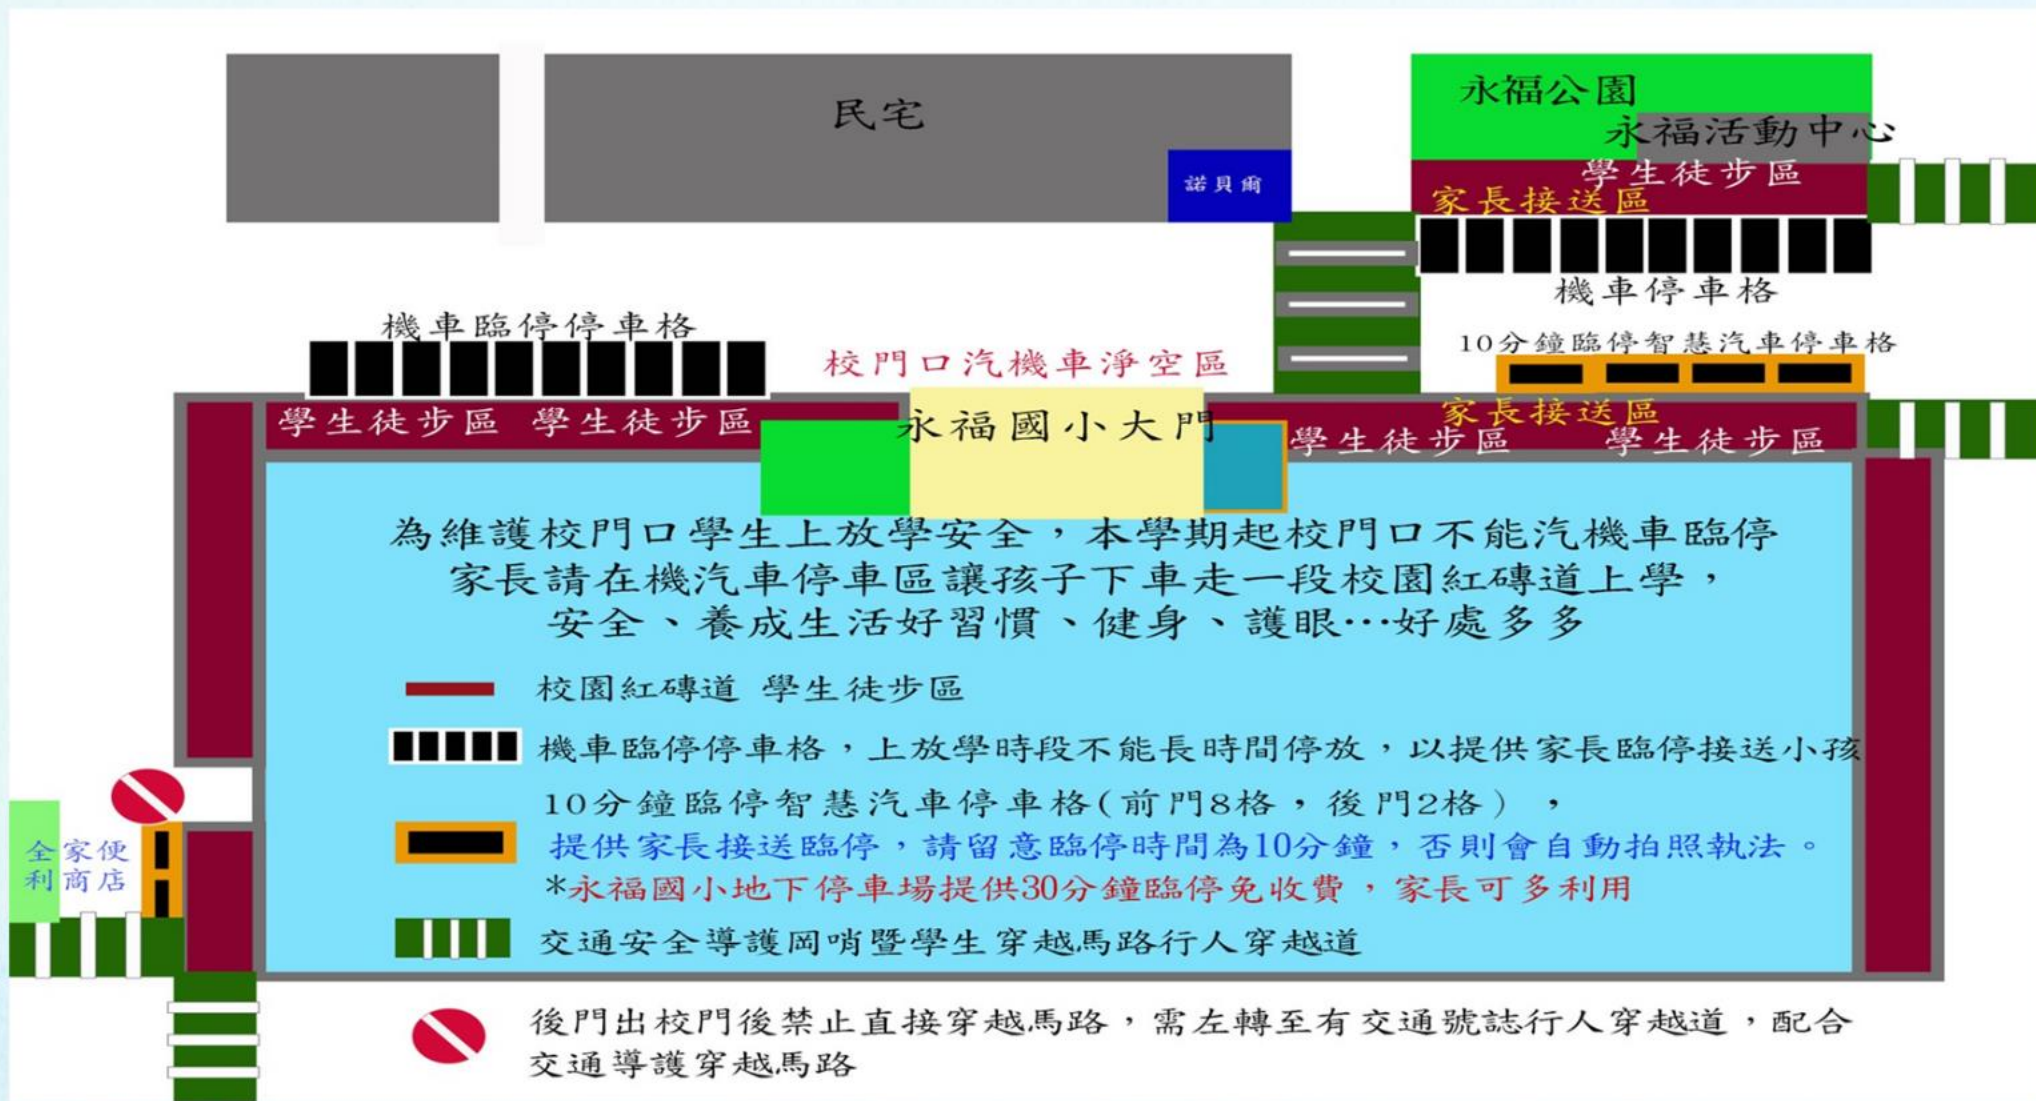 民宅
永福公園
永福活動中心
諾貝爾
學生徒步區
家長接送區
機車停車格
機車臨停停車格
10分鐘臨停智慧汽車停車格
校門口汽機車淨空區
家長接送區
學生徒步區 學生徒步區
永福國小大門
學生徒步區 學生徒步區
為維護校門口學生上放學安全，本學期起校門口不能汽機車臨停
家長請在機汽車停車區讓孩子下車走一段校園紅磚道上學，
安全、養成生活好習慣、健身、護眼…好處多多
校園紅磚道 學生徒步區
機車臨停停車格，上放學時段不能長時間停放，以提供家長臨停接送小孩
10分鐘臨停智慧汽車停車格(前門8格，後門2格)，
提供家長接送臨停，請留意臨停時間為10分鐘，否則會自動拍照執法。
*永福國小地下停車場提供30分鐘臨停免收費，家長可多利用
全家便
利商店
交通安全導護岡哨暨學生穿越馬路行人穿越道
後門出校門後禁止直接穿越馬路，需左轉至有交通號誌行人穿越道，配合
交通導護穿越馬路